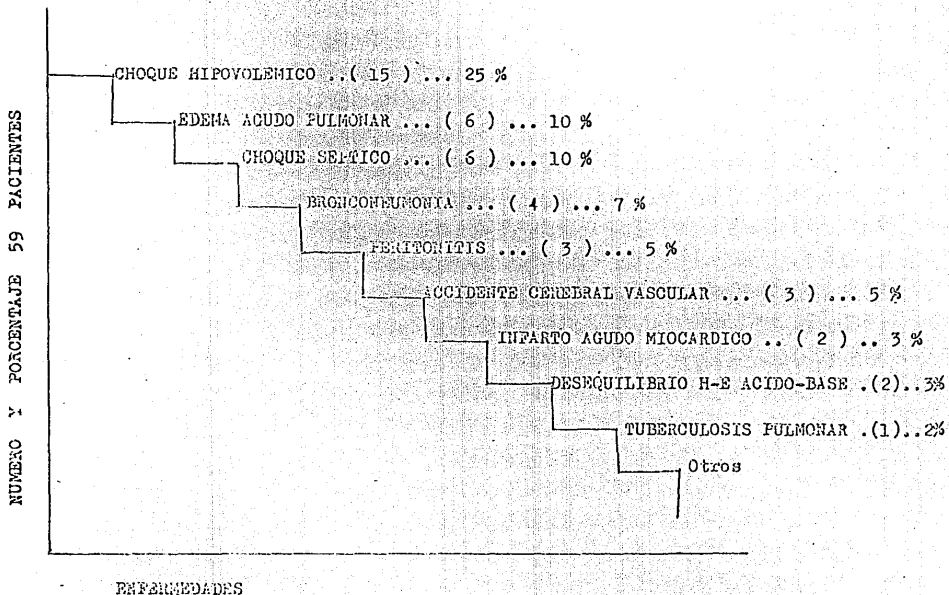 NUMERO Y PORCENTAJE 59 PACIENTES
CHOQUE HIPOVOLEMICO ..( 15 ) ... 25 %
EDEMA AGUDO PULMONAR ... ( 6 ) ... 10 %
CHOQUE SEPTICO ... ( 6 ) ... 10 %
BRONCONEUMONIA ... ( 4 ) ... 7 %
PERITONITIS ... ( 3 ) ... 5 %
ACCIDENTE CEREBRAL VASCULAR ... ( 3 ) ... 5 %
INFARTO AGUDO MIOCARDICO .. ( 2 ) .. 3 %
DESEQUILIBRIO H-E ACIDO-BASE .(2)..3%
TUBERCULOSIS PULMONAR .(1)..2%
Otros
ENFERMEDADES